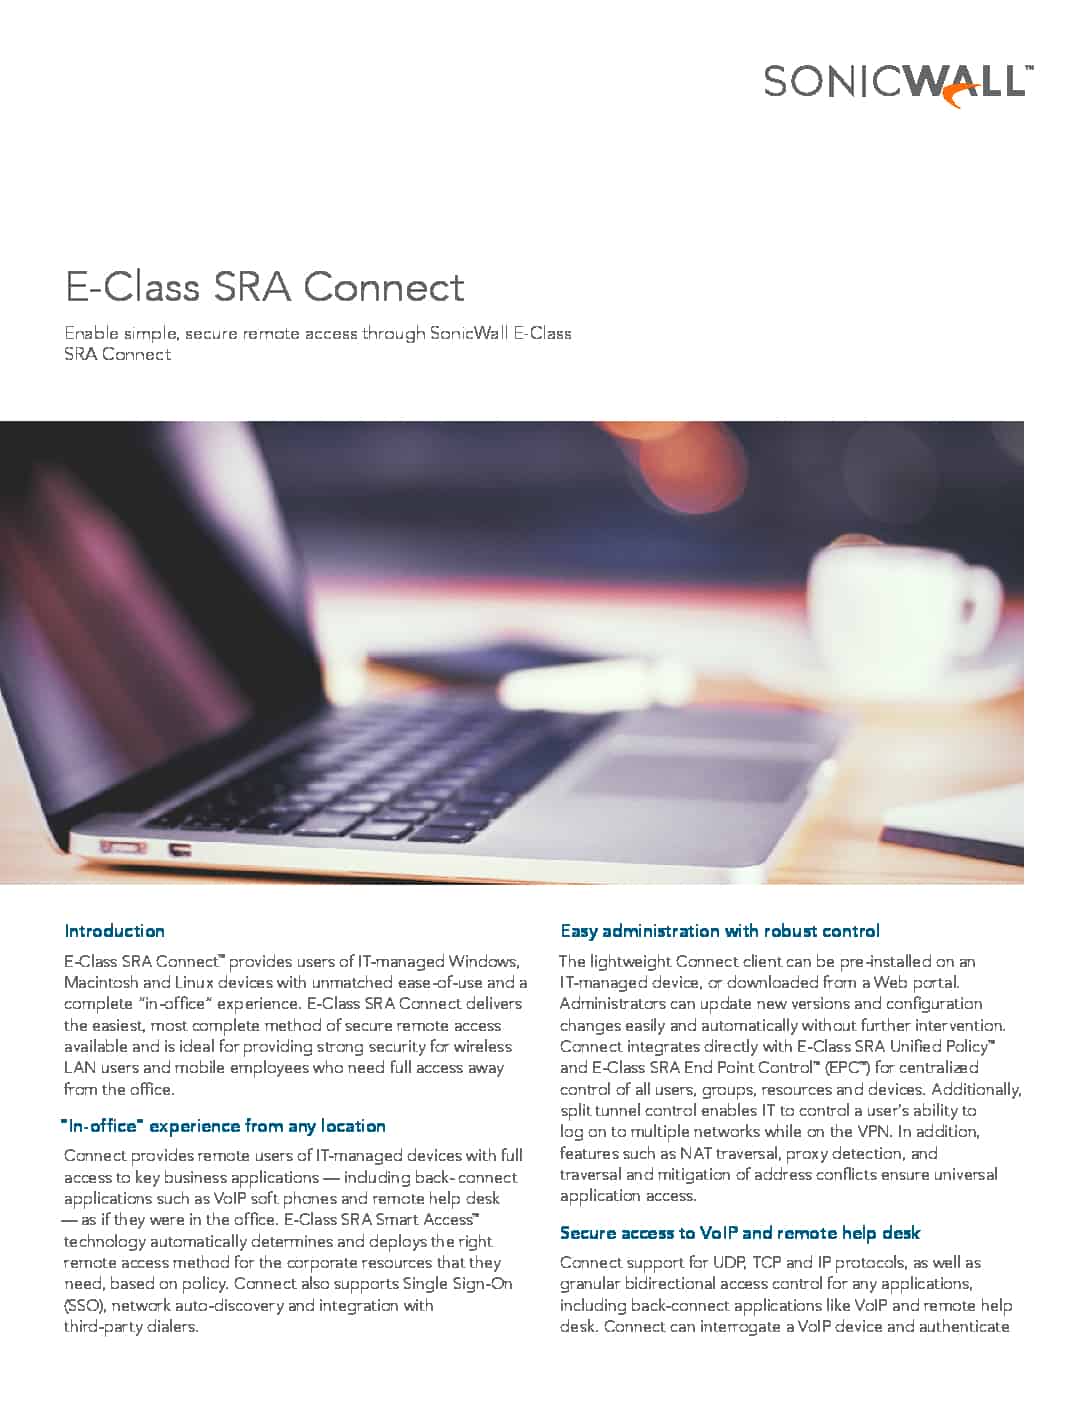 SONICWALL™
E-Class SRA Connect
Enable simple, secure remote access through SonicWall E-Class
SRA Connect
Introduction
E-Class SRA Connect™ provides users of IT-managed Windows,
Macintosh and Linux devices with unmatched ease-of-use and a
complete “in-office” experience. E-Class SRA Connect delivers
the easiest, most complete method of secure remote access
available and is ideal for providing strong security for wireless
LAN users and mobile employees who need full access away
from the office.
"In-office" experience from any location
Connect provides remote users of IT-managed devices with full
access to key business applications — including back- connect
applications such as VoIP soft phones and remote help desk
— as if they were in the office. E-Class SRA Smart Access™
technology automatically determines and deploys the right
remote access method for the corporate resources that they
need, based on policy. Connect also supports Single Sign-On
(SSO), network auto-discovery and integration with
third-party dialers.
Easy administration with robust control
The lightweight Connect client can be pre-installed on an
IT-managed device, or downloaded from a Web portal.
Administrators can update new versions and configuration
changes easily and automatically without further intervention.
Connect integrates directly with E-Class SRA Unified Policy™
and E-Class SRA End Point Control™ (EPC™) for centralized
control of all users, groups, resources and devices. Additionally,
split tunnel control enables IT to control a user's ability to
log on to multiple networks while on the VPN. In addition,
features such as NAT traversal, proxy detection, and
traversal and mitigation of address conflicts ensure universal
application access.
Secure access to VoIP and remote help desk
Connect support for UDP, TCP and IP protocols, as well as
granular bidirectional access control for any applications,
including back-connect applications like VoIP and remote help
desk. Connect can interrogate a VoIP device and authenticate